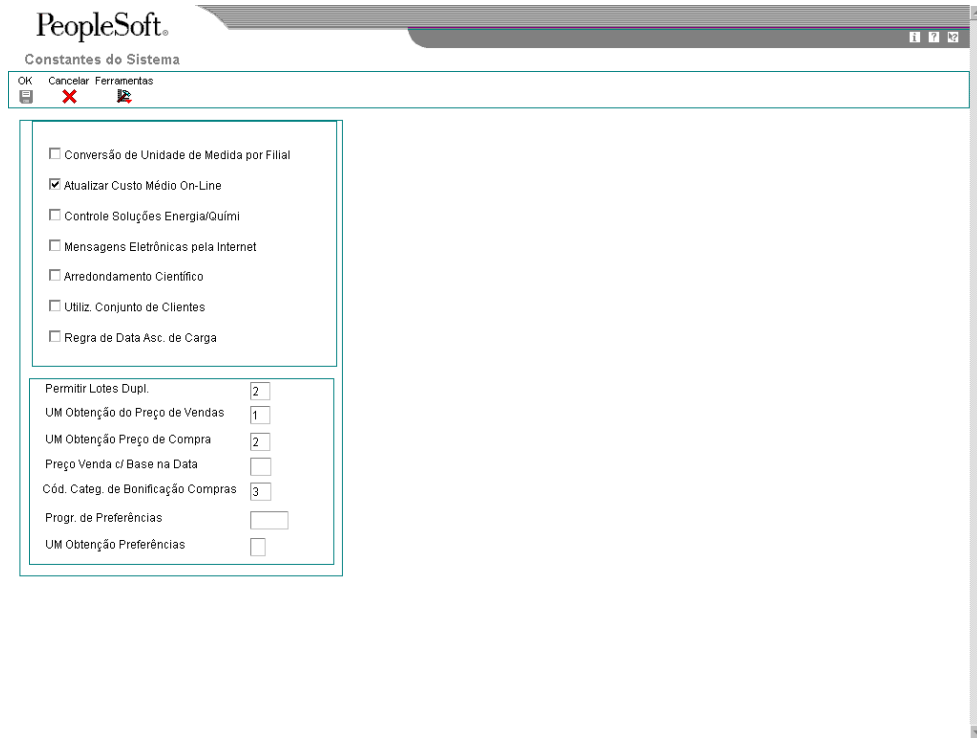 PeopleSoft®
Constantes do Sistema
OK Cancelar Ferramentas
Conversão de Unidade de Medida por Filial
Atualizar Custo Médio On-Line
Controle Soluções Energia/Quími
Mensagens Eletrônicas pela Internet
Arredondamento Científico
Utiliz. Conjunto de Clientes
Regra de Data Asc. de Carga
Permitir Lotes Dupl. 2
UM Obtenção do Preço de Vendas 1
UM Obtenção Preço de Compra 2
Preço Venda c/ Base na Data
Cód. Categ. de Bonificação Compras 3
Progr. de Preferências
UM Obtenção Preferências